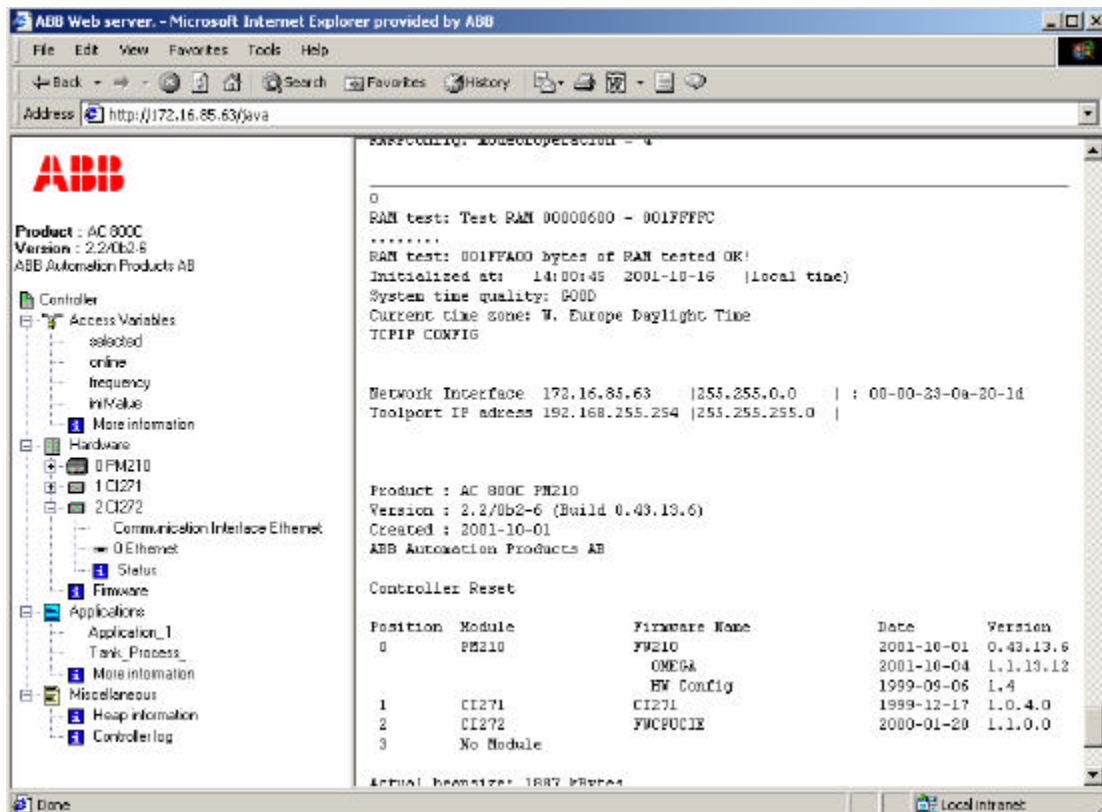 ABB Web server. - Microsoft Internet Explorer provided by ABB
File Edit View Favorites Tools Help
Back Search Favorites History
Address http://172.16.85.63/java
ABB
Product : AC 800C
Version : 2.2/0b2-6
ABB Automation Products AB
Controller
Access Variables
selected
online
frequency
initValue
More information
Hardware
0 PM210
1 CI271
2 CI272
Communication Interface Ethernet
0 Ethernet
Status
Firmware
Applications
Application_1
Tank_Process_
More information
Miscellaneous
Heap information
Controller log
0
RAM test: Test RAM 00000600 - 001FFFFC
........
RAM test: 001FFA00 bytes of RAM tested OK!
Initialized at: 14:00:45 2001-10-16 (local time)
System time quality: GOOD
Current time zone: W. Europe Daylight Time
TCPIP CONFIG
Network Interface 172.16.85.63 |255.255.0.0 | : 00-00-23-0a-20-1d
Toolport IP adress 192.168.255.254 |255.255.255.0 |
Product : AC 800C PM210
Version : 2.2/0b2-6 (Build 0.43.13.6)
Created : 2001-10-01
ABB Automation Products AB
Controller Reset
Position Module Firmware Name Date Version
0 PM210 FW210 2001-10-01 0.43.13.6
OMEGA 2001-10-04 1.1.13.12
HW Config 1999-09-06 1.4
1 CI271 CI271 1999-12-17 1.0.4.0
2 CI272 FWCPUCIE 2000-01-20 1.1.0.0
3 No Module
Actual heapsize: 1887 kBytes
Done
Local intranet